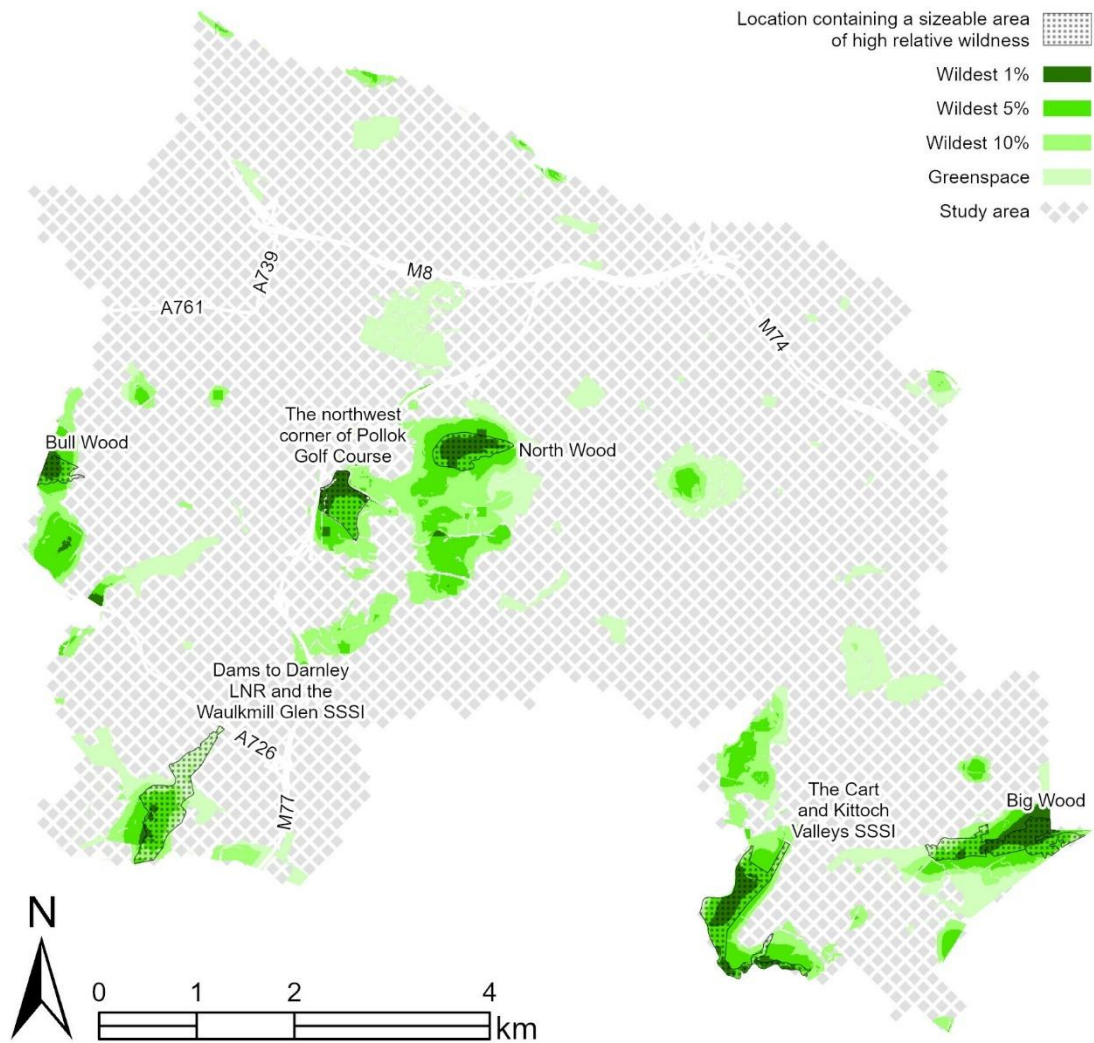 Location containing a sizeable area
of high relative wildness
Wildest 1%
Wildest 5%
Wildest 10%
Greenspace
Study area
A739
M8
A761
M74
The northwest
corner of Pollok
Golf Course
Bull Wood
North Wood
Dams to Darnley
LNR and the
Waulkmill Glen SSSI
A726
M77
The Cart
and Kittoch
Valleys SSSI
Big Wood
N
0 1 2 4
km